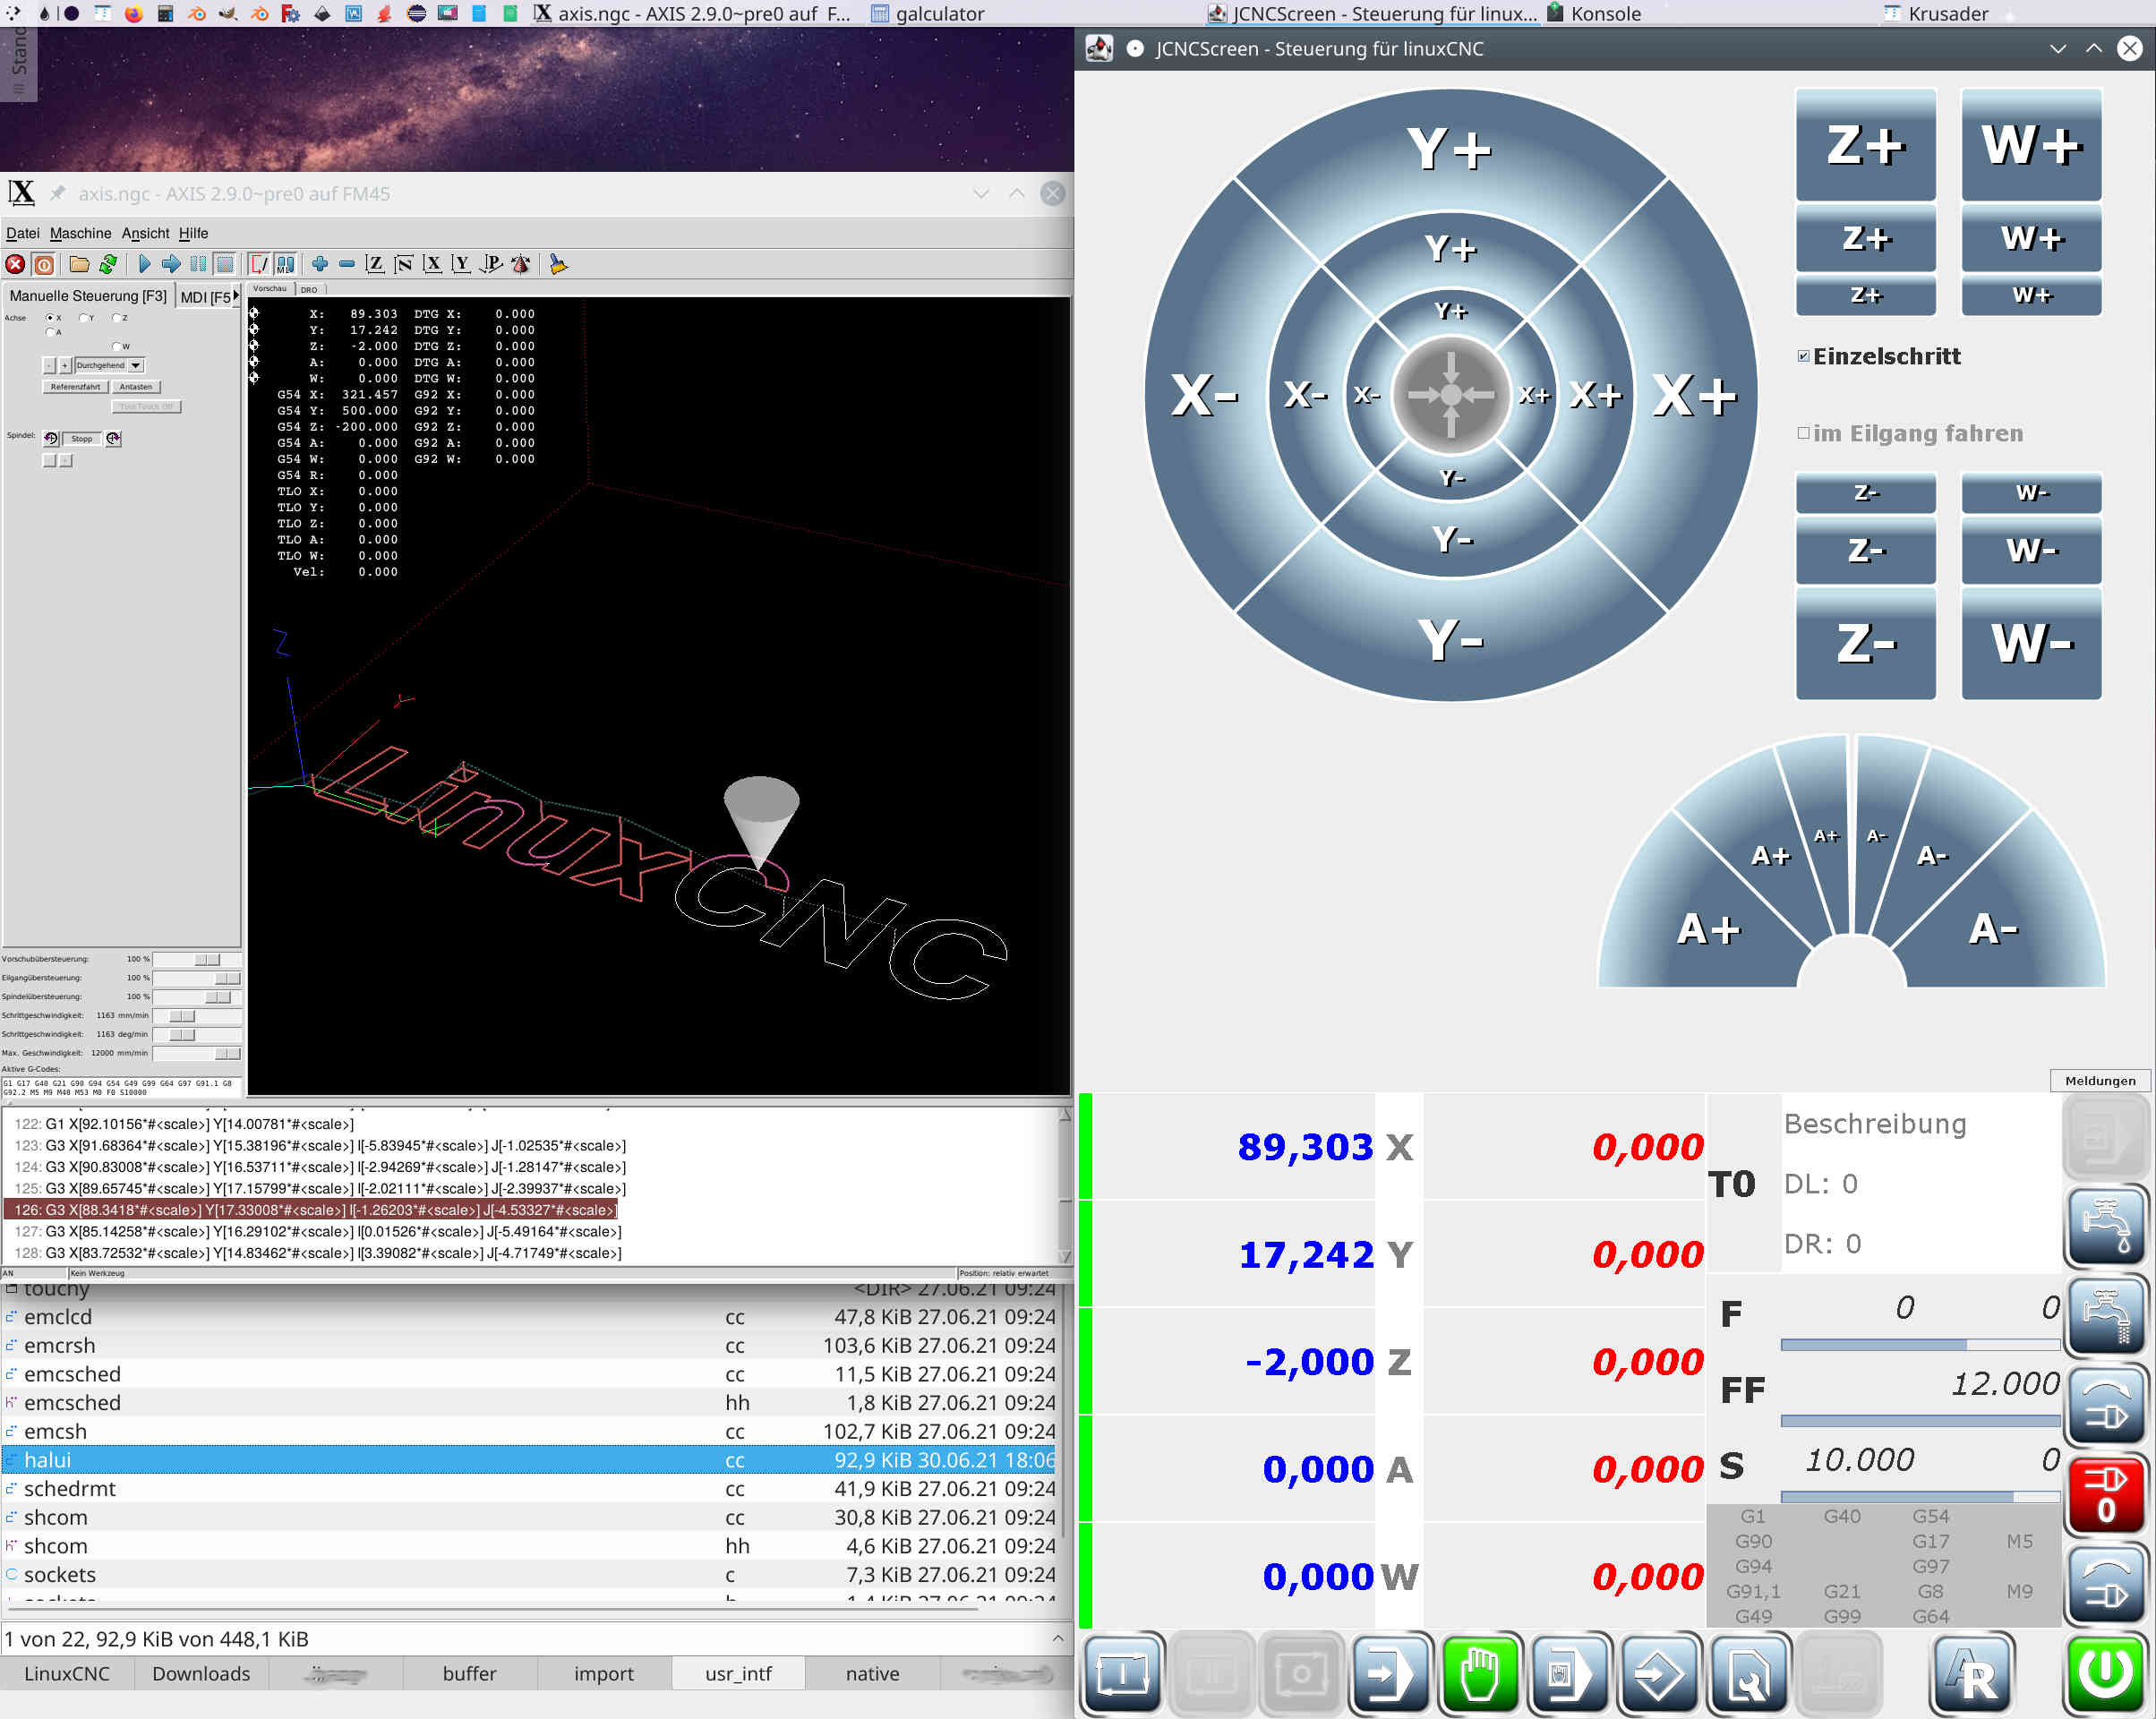 axis.ngc - AXIS 2.9.0~pre0 auf F...
galculator
JCNCScreen - Steuerung für linux...
Konsole
Krusader
Stand
axis.ngc - AXIS 2.9.0~pre0 auf FM45
Datei Maschine Ansicht Hilfe
Manuelle Steuerung [F3] MDI [F5
Achse X Y Z
A
W
- + Durchgehend
Referenzfahrt Antasten
Tool Touch Off
Spindel: Stopp
- +
Vorschau DRO
X: 89.303 DTG X: 0.000
Y: 17.242 DTG Y: 0.000
Z: -2.000 DTG Z: 0.000
A: 0.000 DTG A: 0.000
W: 0.000 DTG W: 0.000
G54 X: 321.457 G92 X: 0.000
G54 Y: 500.000 G92 Y: 0.000
G54 Z: -200.000 G92 Z: 0.000
G54 A: 0.000 G92 A: 0.000
G54 W: 0.000 G92 W: 0.000
G54 R: 0.000
TLO X: 0.000
TLO Y: 0.000
TLO Z: 0.000
TLO A: 0.000
TLO W: 0.000
Vel: 0.000
Z
Y
LinuxCNC
Vorschubübersteuerung: 100 %
Eilgangübersteuerung: 100 %
Spindelübersteuerung: 100 %
Schrittgeschwindigkeit: 1163 mm/min
Schrittgeschwindigkeit: 1163 deg/min
Max. Geschwindigkeit: 12000 mm/min
Aktive G-Codes:
G1 G17 G40 G21 G90 G94 G54 G49 G99 G64 G97 G91.1 G8
G92.2 M5 M9 M48 M53 M0 F0 S10000
122: G1 X[92.10156*#<scale>] Y[14.00781*#<scale>]
123: G3 X[91.68364*#<scale>] Y[15.38196*#<scale>] I[-5.83945*#<scale>] J[-1.02535*#<scale>]
124: G3 X[90.83008*#<scale>] Y[16.53711*#<scale>] I[-2.94269*#<scale>] J[-1.28147*#<scale>]
125: G3 X[89.65745*#<scale>] Y[17.15799*#<scale>] I[-2.02111*#<scale>] J[-2.39937*#<scale>]
126: G3 X[88.3418*#<scale>] Y[17.33008*#<scale>] I[-1.26203*#<scale>] J[-4.53327*#<scale>]
127: G3 X[85.14258*#<scale>] Y[16.29102*#<scale>] I[0.01526*#<scale>] J[-5.49164*#<scale>]
128: G3 X[83.72532*#<scale>] Y[14.83462*#<scale>] I[3.39082*#<scale>] J[-4.71749*#<scale>]
AN Kein Werkzeug Position: relativ erwartet
touchy <DIR> 27.06.21 09:24
emclcd cc 47,8 KiB 27.06.21 09:24
emcrsh cc 103,6 KiB 27.06.21 09:24
emcsched cc 11,5 KiB 27.06.21 09:24
emcsched hh 1,8 KiB 27.06.21 09:24
emcsh cc 102,7 KiB 27.06.21 09:24
halui cc 92,9 KiB 30.06.21 18:06
schedrmt cc 41,9 KiB 27.06.21 09:24
shcom cc 30,8 KiB 27.06.21 09:24
shcom hh 4,6 KiB 27.06.21 09:24
sockets c 7,3 KiB 27.06.21 09:24
1 von 22, 92,9 KiB von 448,1 KiB
LinuxCNC Downloads buffer import usr_intf native
JCNCScreen - Steuerung für linuxCNC
Y+
Y+
Y+
X- X- X- X+ X+ X+
Y-
Y-
Y-
Z+ W+
Z+ W+
Z+ W+
Einzelschritt
im Eilgang fahren
Z- W-
Z- W-
Z- W-
A+ A-
A+ A-
A+ A-
Meldungen
89,303 X 0,000
17,242 Y 0,000
-2,000 Z 0,000
0,000 A 0,000
0,000 W 0,000
T0
Beschreibung
DL: 0
DR: 0
F 0 0
FF 12.000
S 10.000 0
G1 G40 G54
G90 G17 M5
G94 G97
G91,1 G21 G8 M9
G49 G99 G64
0
AR